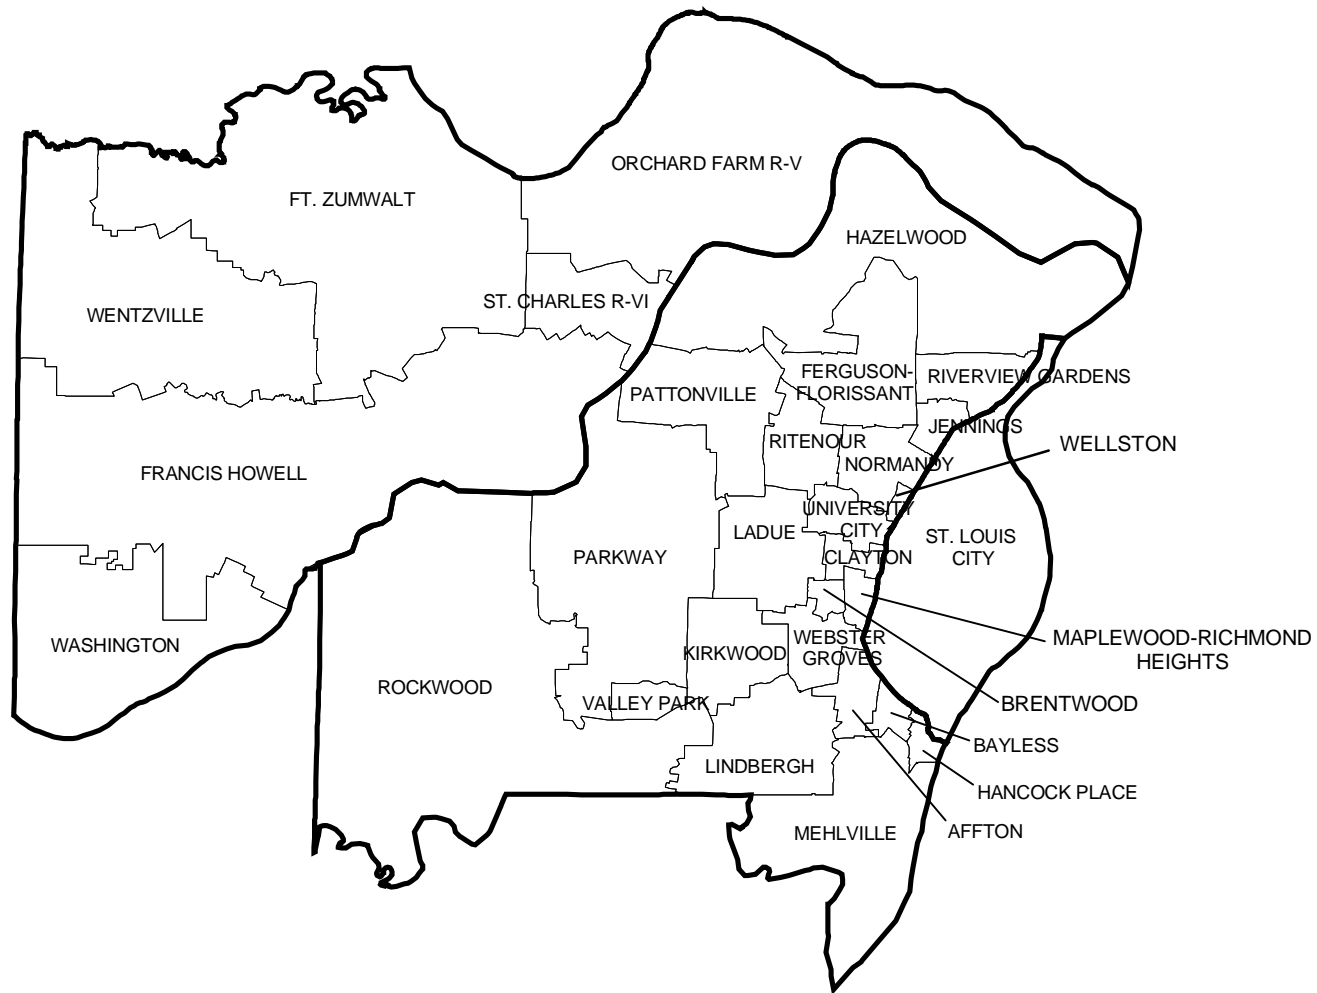 ORCHARD FARM R-V
FT. ZUMWALT
HAZELWOOD
ST. CHARLES R-VI
WENTZVILLE
FERGUSON-
FLORISSANT
RIVERVIEW GARDENS
PATTONVILLE
JENNINGS
RITENOUR
WELLSTON
NORMANDY
FRANCIS HOWELL
UNIVERSITY
CITY
LADUE
ST. LOUIS
CITY
PARKWAY
CLAYTON
WASHINGTON
WEBSTER
GROVES
MAPLEWOOD-RICHMOND
HEIGHTS
KIRKWOOD
ROCKWOOD
VALLEY PARK
BRENTWOOD
BAYLESS
LINDBERGH
HANCOCK PLACE
MEHLVILLE
AFFTON